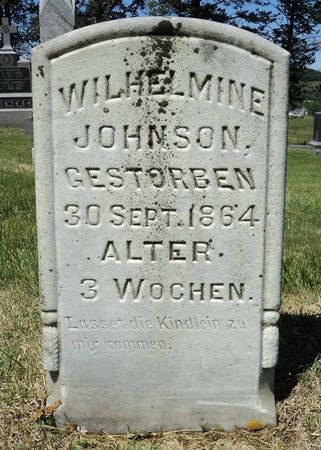 WILHELMINE
JOHNSON,
GESTORBEN
30 SEPT. 1864
ALTER
3 WOCHEN.
Lasset die Kindlein zu
mir kommen.